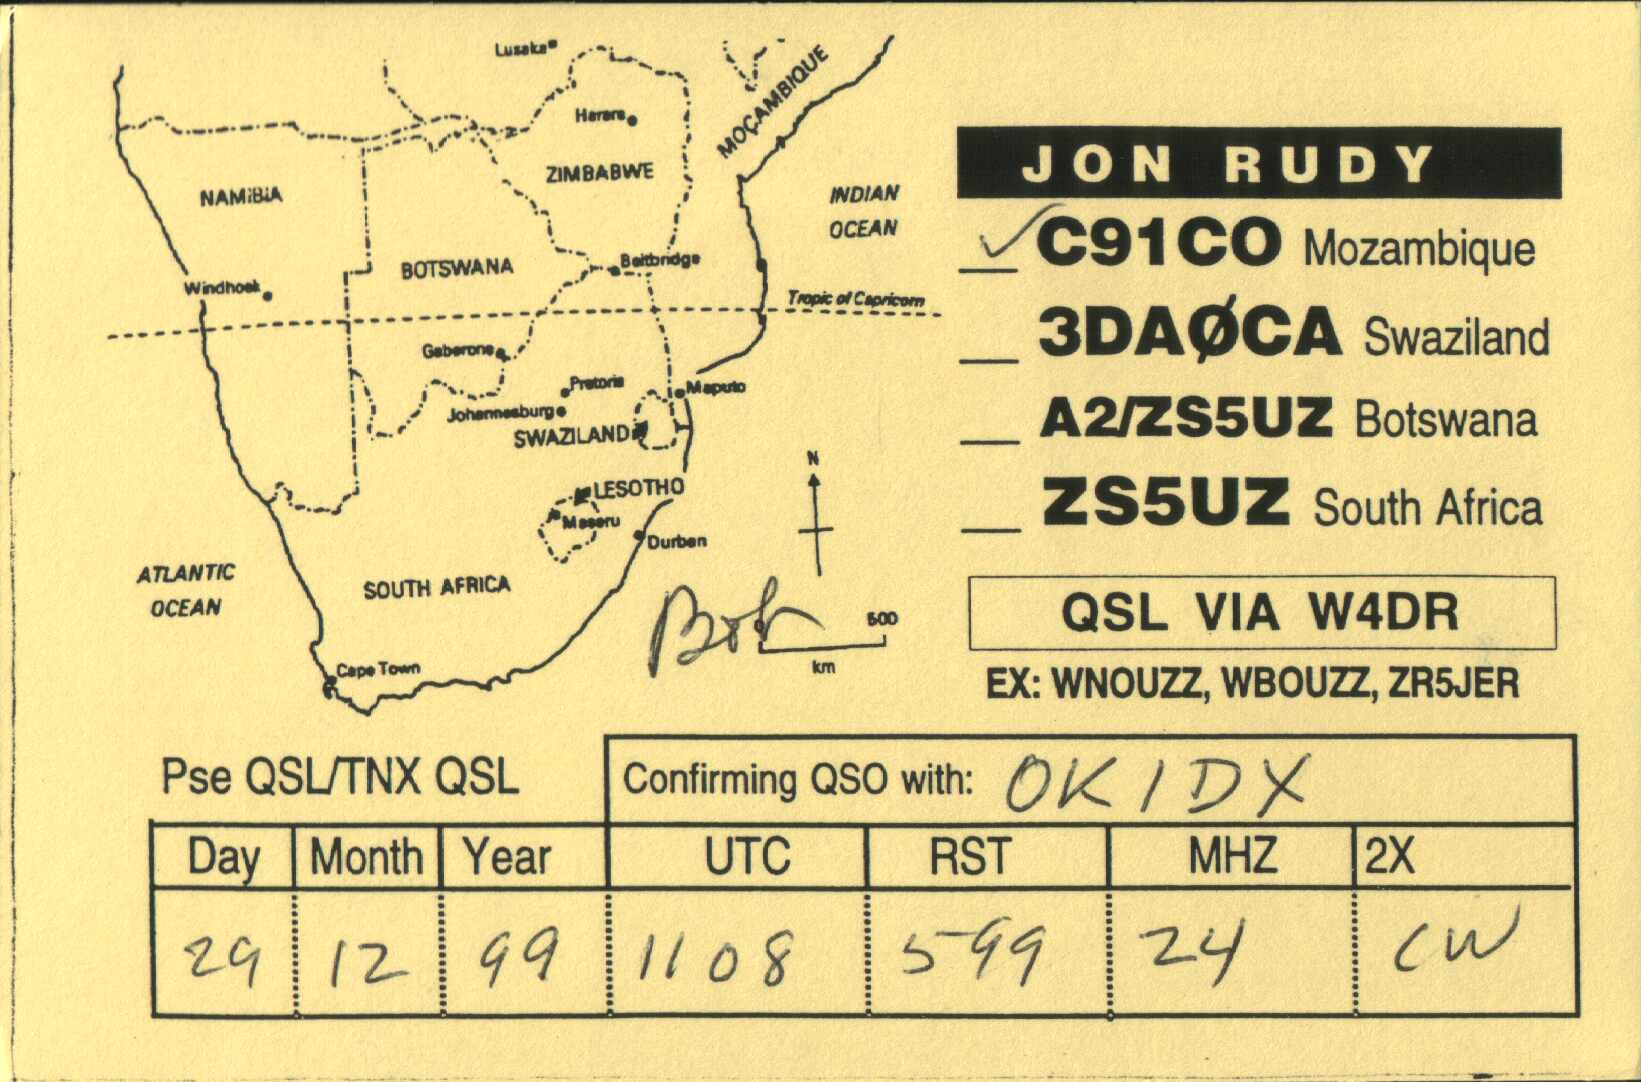 Lusaka
MOÇAMBIQUE
Harare
ZIMBABWE
NAMIBIA
INDIAN
OCEAN
BOTSWANA
Beitbridge
Windhoek
Tropic of Capricorn
Gaberone
Pretoria
Maputo
Johannesburg
SWAZILAND
N
LESOTHO
Maseru
Durban
ATLANTIC
OCEAN
SOUTH AFRICA
Bob
500
km
Cape Town
JON RUDY
✓ C91CO Mozambique
__ 3DAØCA Swaziland
__ A2/ZS5UZ Botswana
__ ZS5UZ South Africa
QSL VIA W4DR
EX: WNOUZZ, WBOUZZ, ZR5JER
Pse QSL/TNX QSL
Confirming QSO with: OK1DX
Day Month Year UTC RST MHZ 2X
29 12 99 1108 599 24 CW